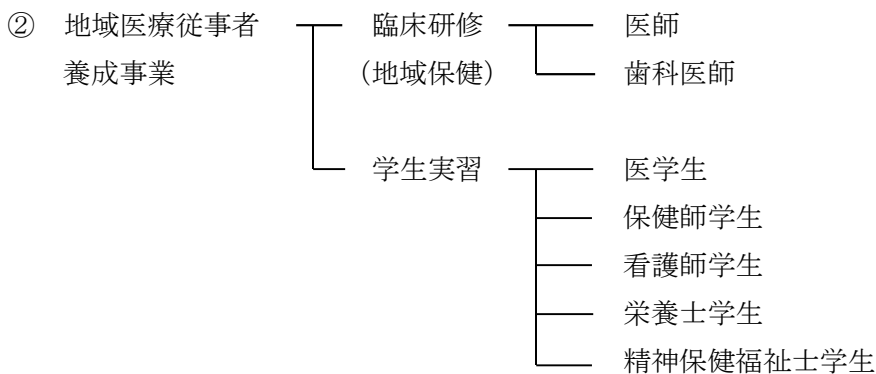 ② 地域医療従事者 臨床研修 医師
養成事業 (地域保健) 歯科医師
学生実習 医学生
保健師学生
看護師学生
栄養士学生
精神保健福祉士学生